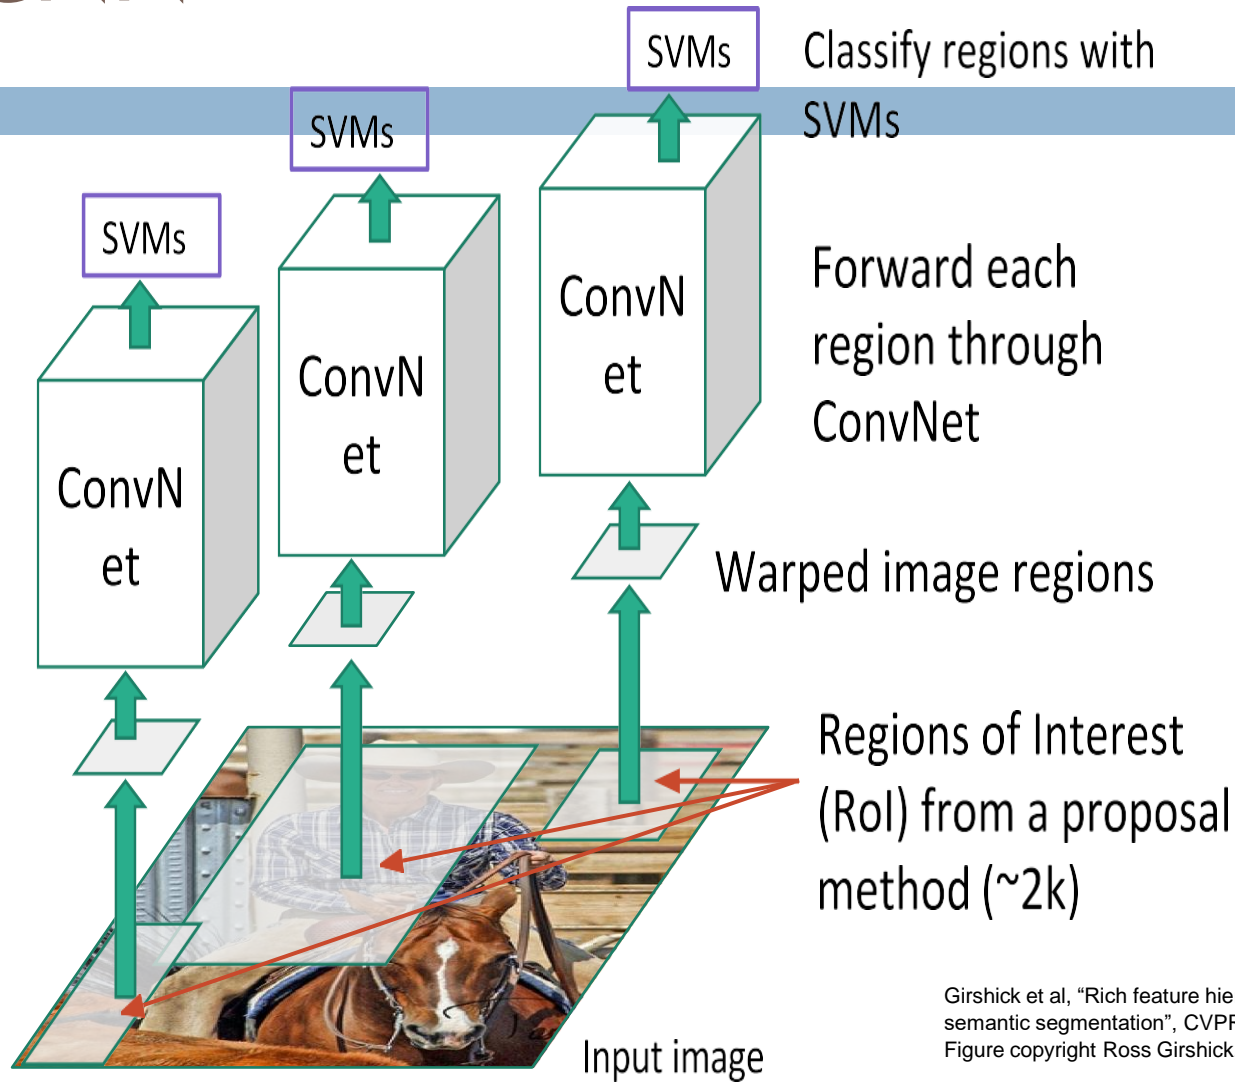 SVMs
Classify regions with
SVMs
SVMs
SVMs
ConvN
et
Forward each
region through
ConvNet
ConvN
et
ConvN
et
Warped image regions
Regions of Interest
(RoI) from a proposal
method (~2k)
Input image
Girshick et al, “Rich feature hie
semantic segmentation”, CVPR
Figure copyright Ross Girshick